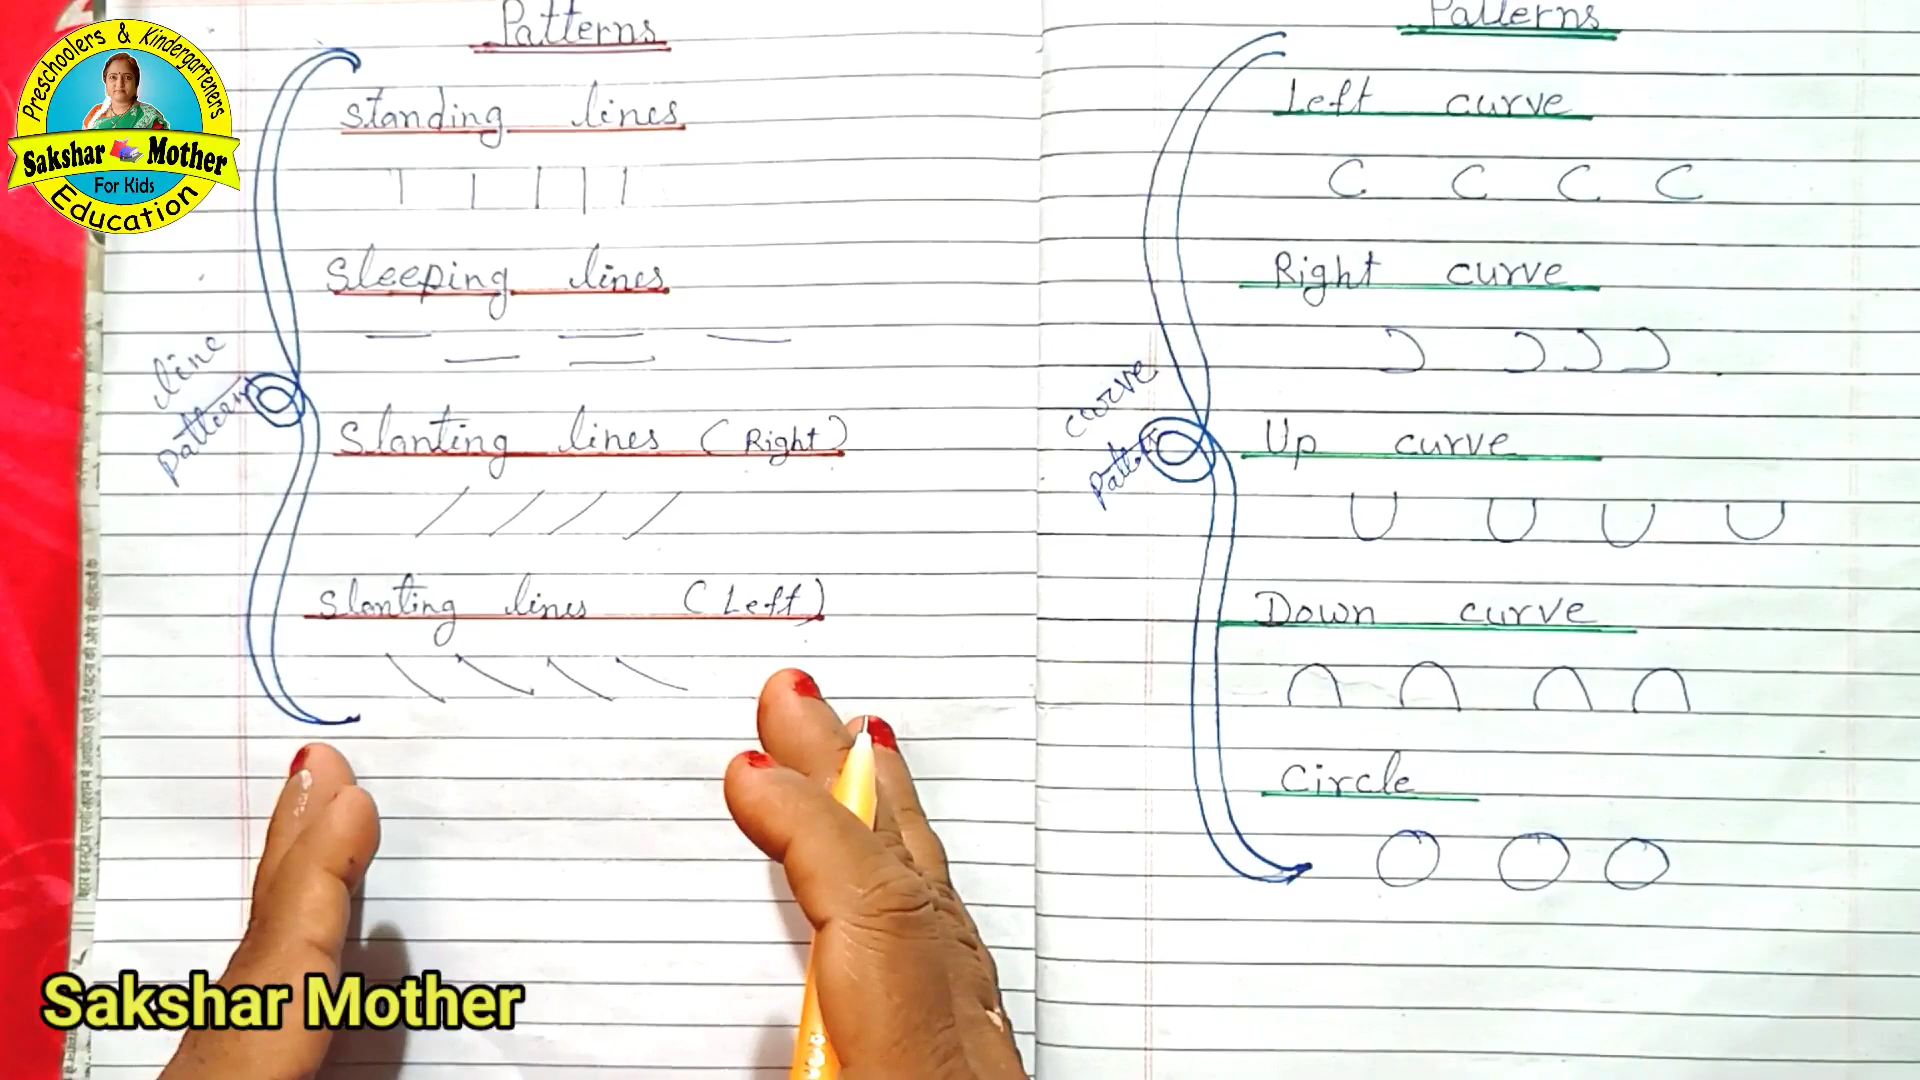 Preschoolers & Kindergarteners
Sakshar Mother
For Kids
Education
Patterns
Standing lines
Sleeping lines
line
pattern
Slanting lines (Right)
Slanting lines (Left)
Sakshar Mother
Patterns
Left curve
Right curve
curve
Up curve
Down curve
Circle